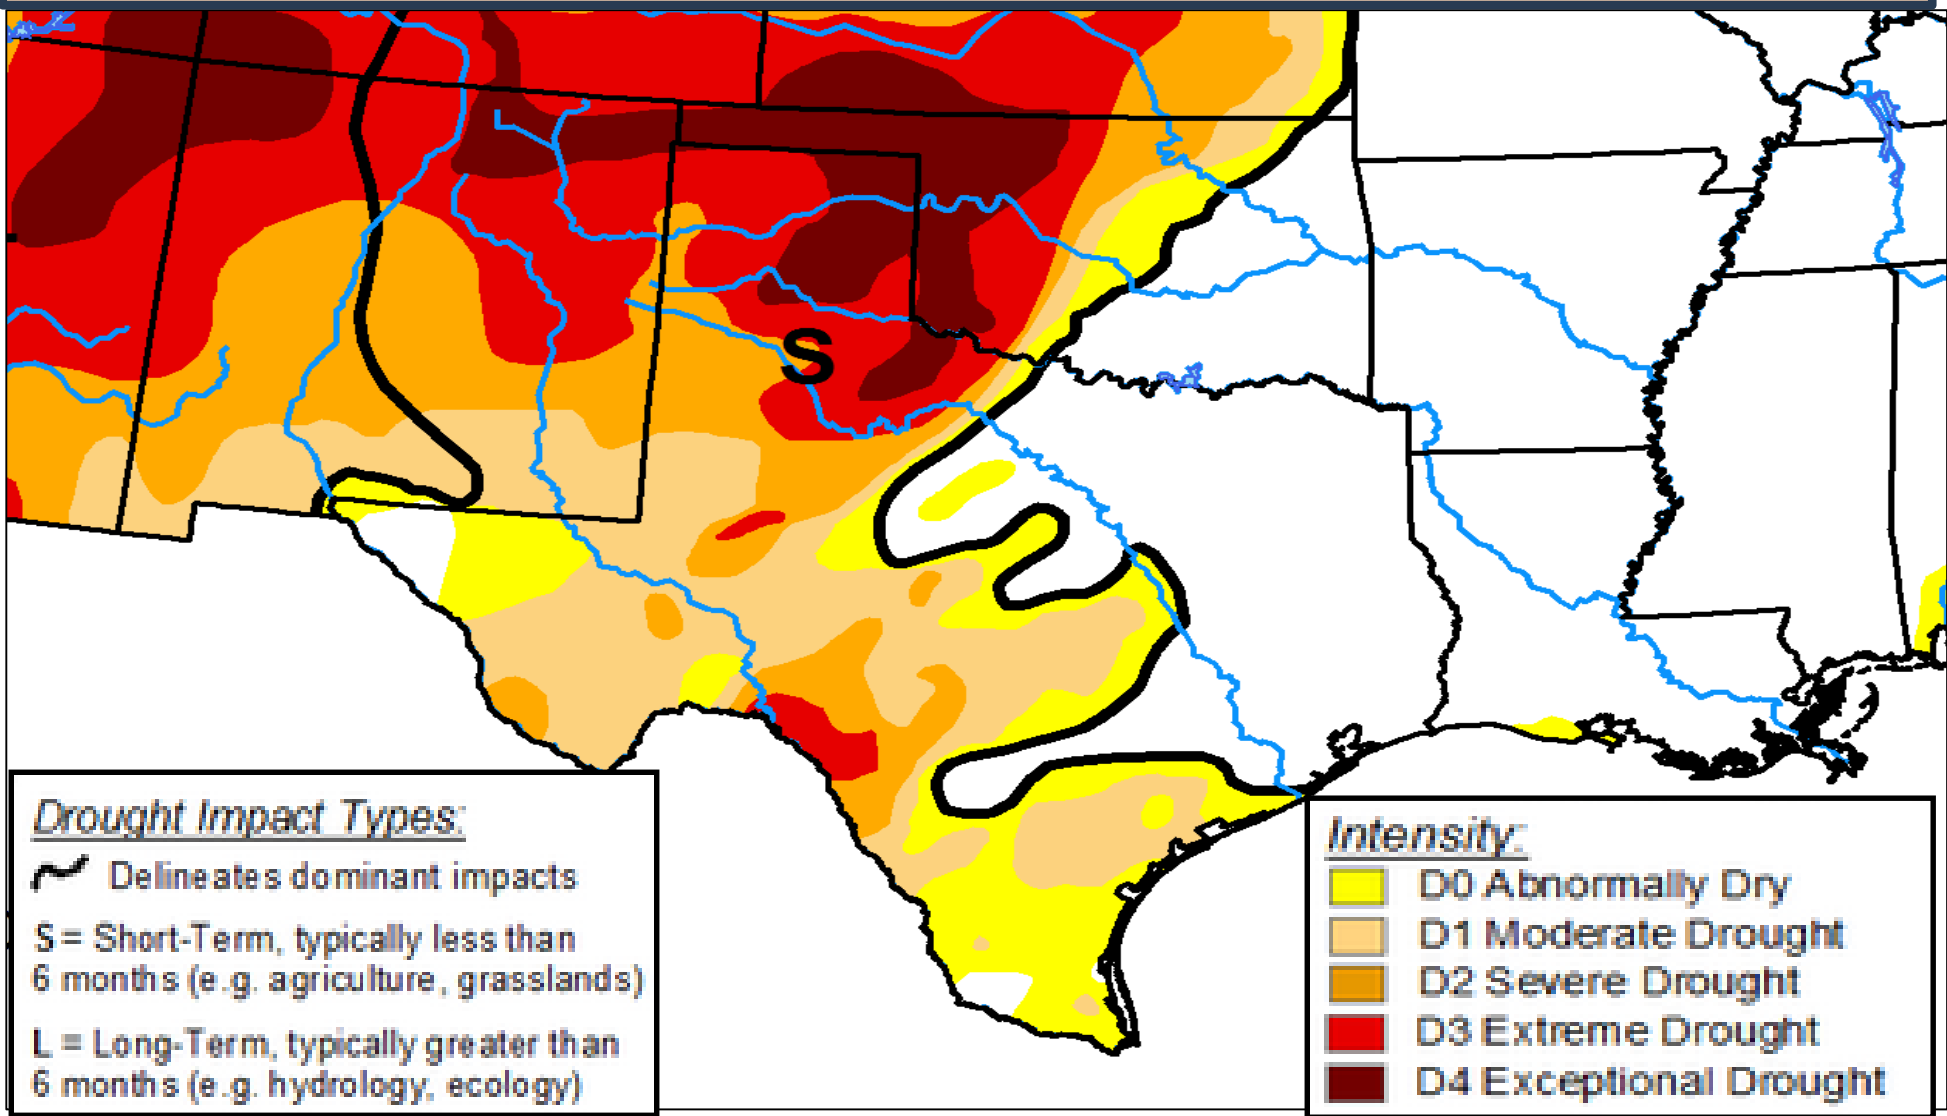 S
Drought Impact Types:
Delineates dominant impacts
S = Short-Term, typically less than
6 months (e.g. agriculture, grasslands)
L = Long-Term, typically greater than
6 months (e.g. hydrology, ecology)
Intensity:
D0 Abnormally Dry
D1 Moderate Drought
D2 Severe Drought
D3 Extreme Drought
D4 Exceptional Drought